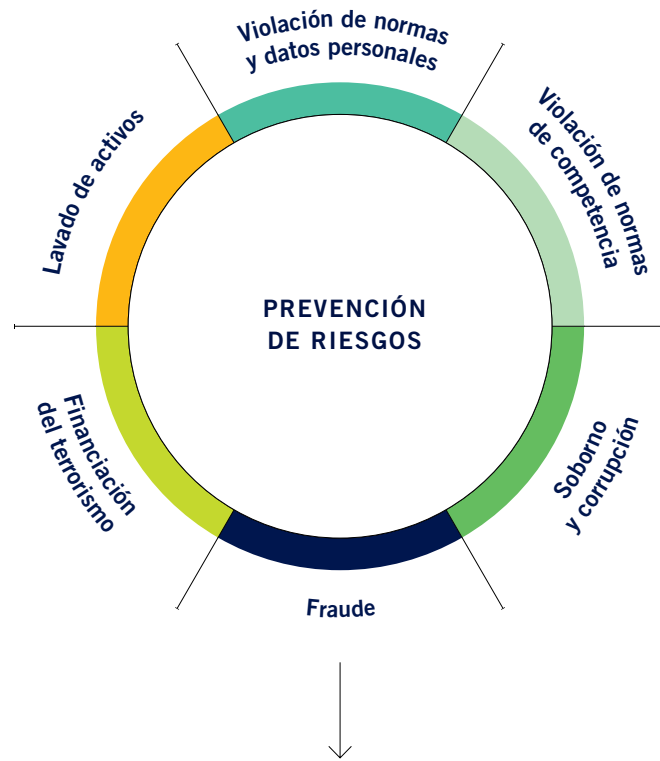 Violación de normas
y datos personales
Violación de normas
de competencia
Lavado de activos
PREVENCIÓN
DE RIESGOS
Financiación
del terrorismo
Soborno
y corrupción
Fraude